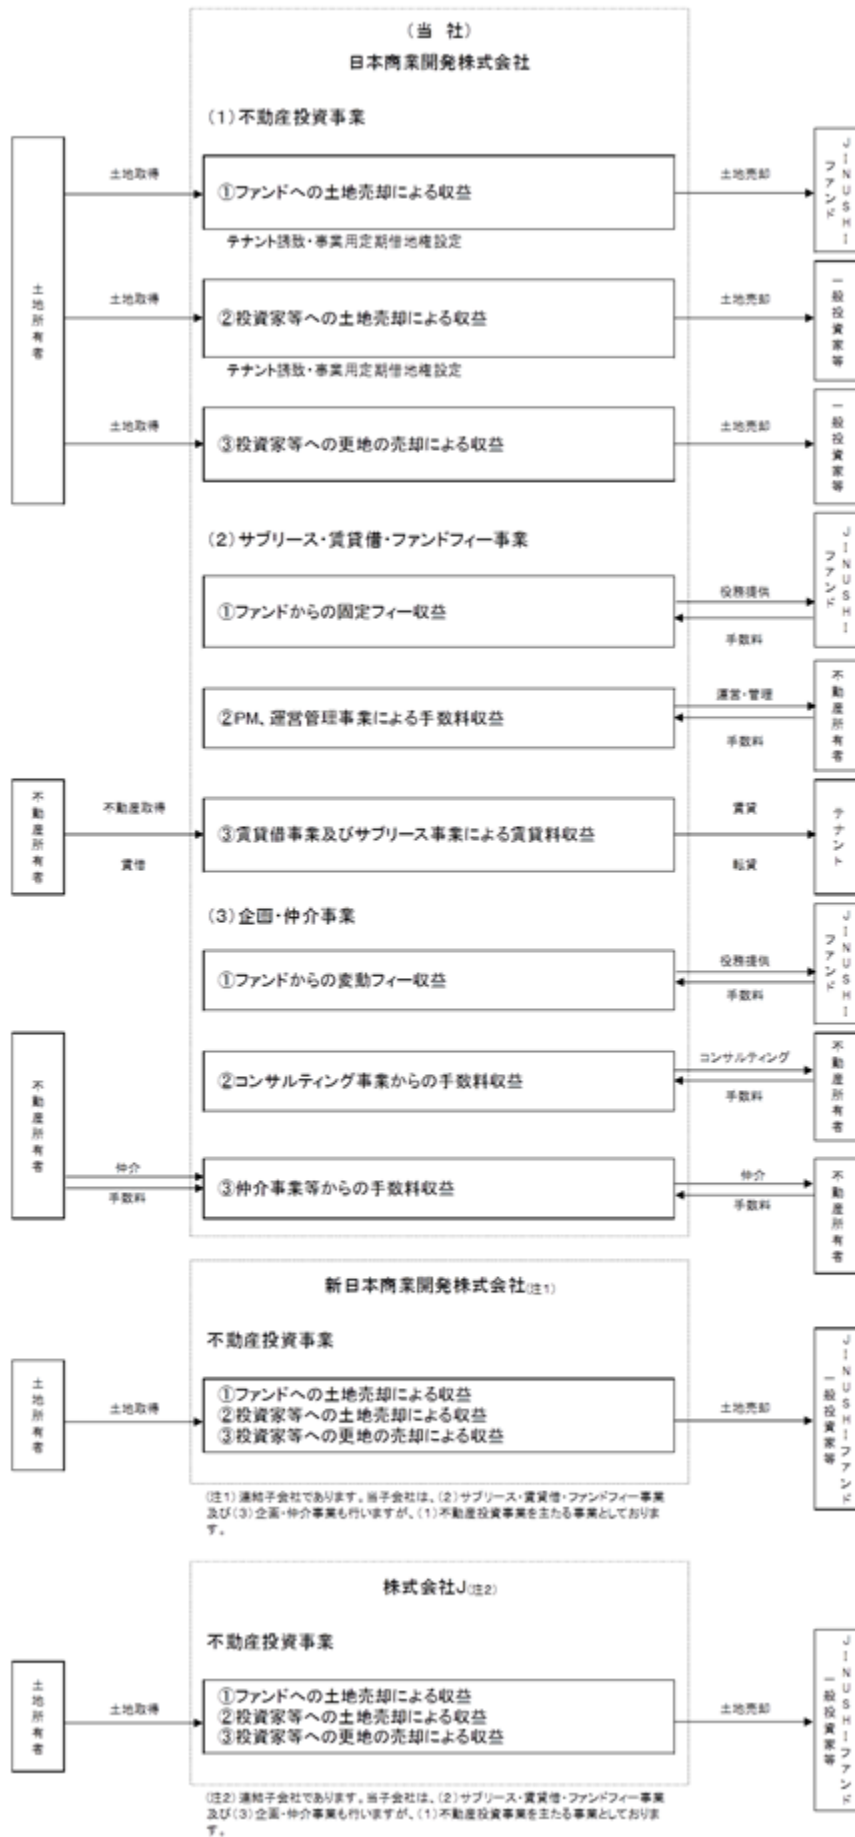 (当 社)
日本商業開発株式会社
(1)不動産投資事業
土地所有者
土地取得
①ファンドへの土地売却による収益
土地売却
JINUSHI
ファンド
テナント誘致・事業用定期借地権設定
土地取得
②投資家等への土地売却による収益
土地売却
一般投資家等
テナント誘致・事業用定期借地権設定
土地取得
③投資家等への更地の売却による収益
土地売却
一般投資家等
(2)サブリース・賃貸借・ファンドフィー事業
①ファンドからの固定フィー収益
役務提供
手数料
JINUSHI
ファンド
②PM、運営管理事業による手数料収益
運営・管理
手数料
不動産所有者
不動産所有者
不動産取得
賃借
③賃貸借事業及びサブリース事業による賃貸料収益
賃貸
転貸
テナント
(3)企画・仲介事業
①ファンドからの変動フィー収益
役務提供
手数料
JINUSHI
ファンド
②コンサルティング事業からの手数料収益
コンサルティング
手数料
不動産所有者
不動産所有者
仲介
手数料
③仲介事業等からの手数料収益
仲介
手数料
不動産所有者
新日本商業開発株式会社(注1)
不動産投資事業
土地所有者
土地取得
①ファンドへの土地売却による収益
②投資家等への土地売却による収益
③投資家等への更地の売却による収益
土地売却
JINUSHIファンド
一般投資家等
(注1)連結子会社であります。当子会社は、(2)サブリース・賃貸借・ファンドフィー事業
及び(3)企画・仲介事業も行いますが、(1)不動産投資事業を主たる事業としておりま
す。
株式会社J(注2)
不動産投資事業
土地所有者
土地取得
①ファンドへの土地売却による収益
②投資家等への土地売却による収益
③投資家等への更地の売却による収益
土地売却
JINUSHIファンド
一般投資家等
(注2)連結子会社であります。当子会社は、(2)サブリース・賃貸借・ファンドフィー事業
及び(3)企画・仲介事業も行いますが、(1)不動産投資事業を主たる事業としておりま
す。